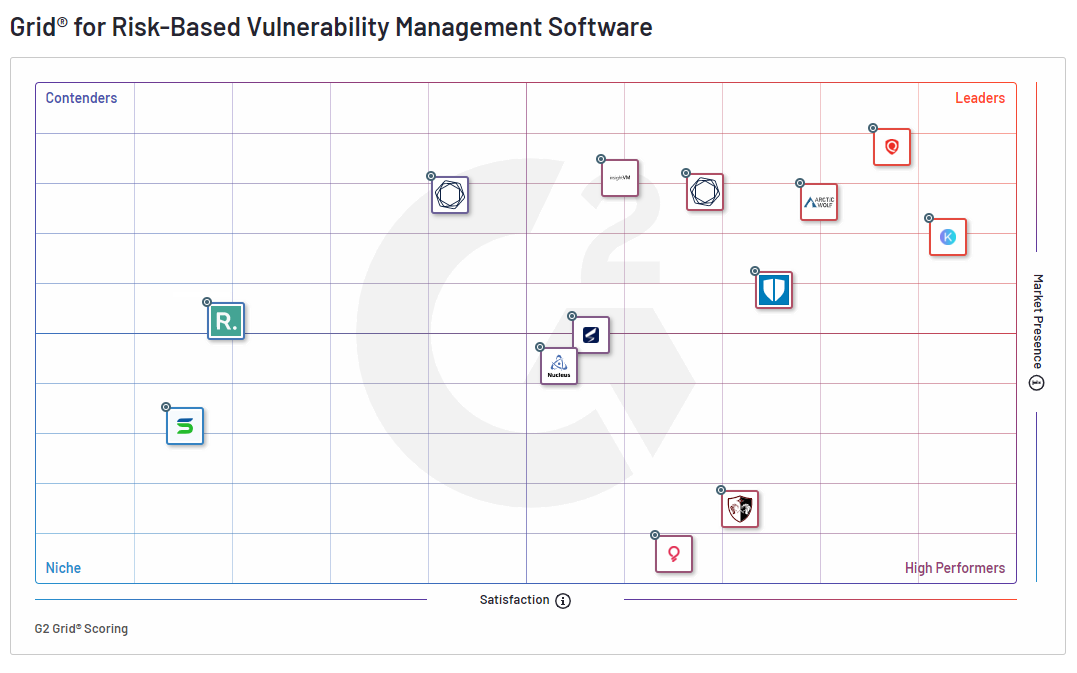 Grid® for Risk-Based Vulnerability Management Software
Contenders
Leaders
insightVM
ARCTIC
WOLF
K
R.
Nucleus
Market Presence
Niche
High Performers
Satisfaction
G2 Grid® Scoring